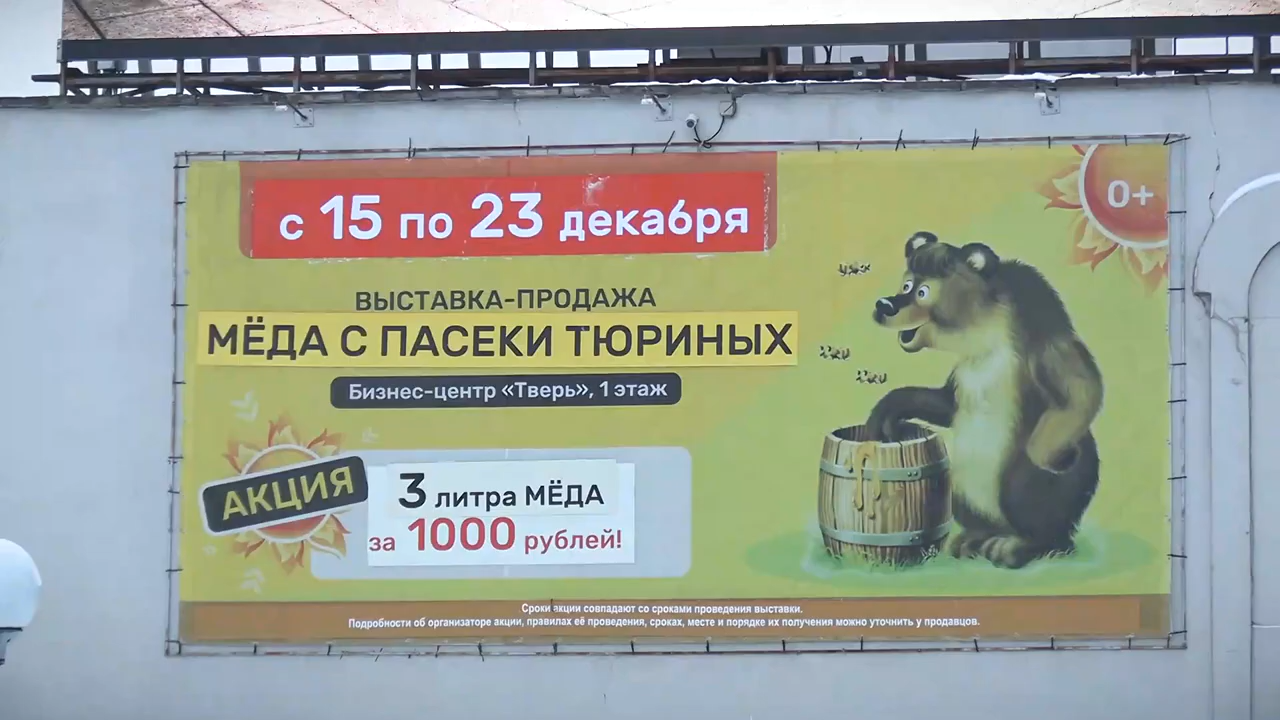 с 15 по 23 декабря
0+
ВЫСТАВКА-ПРОДАЖА
МЁДА С ПАСЕКИ ТЮРИНЫХ
Бизнес-центр «Тверь», 1 этаж
АКЦИЯ
3 литра МЁДА
за 1000 рублей!
Сроки акции совпадают со сроками проведения выставки.
Подробности об организаторе акции, правилах её проведения, сроках, месте и порядке их получения можно уточнить у продавцов.